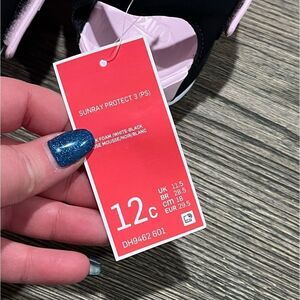 SUNRAY PROTECT 3 (PS)
FOAM/WHITE-BLACK
MOUSSE/NOIR/BLANC
12c
UK 11.5
BR 28.5
CM 18
EUR 29.5
DH9462 601